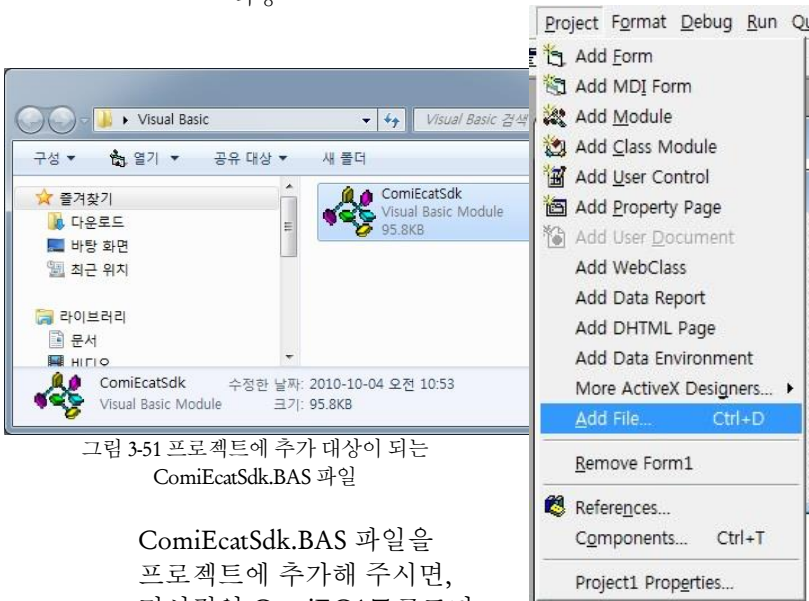 Visual Basic
Visual Basic 검색
구성
열기
공유 대상
새 폴더
즐겨찾기
다운로드
바탕 화면
최근 위치
라이브러리
문서
비디오
ComiEcatSdk
Visual Basic Module
95.8KB
ComiEcatSdk 수정한 날짜: 2010-10-04 오전 10:53
Visual Basic Module 크기: 95.8KB
그림 3-51 프로젝트에 추가 대상이 되는
ComiEcatSdk.BAS 파일
ComiEcatSdk.BAS 파일을
프로젝트에 추가해 주시면,
Project Format Debug Run
Add Form
Add MDI Form
Add Module
Add Class Module
Add User Control
Add Property Page
Add User Document
Add WebClass
Add Data Report
Add DHTML Page
Add Data Environment
More ActiveX Designers...
Add File... Ctrl+D
Remove Form1
References...
Components... Ctrl+T
Project1 Properties...